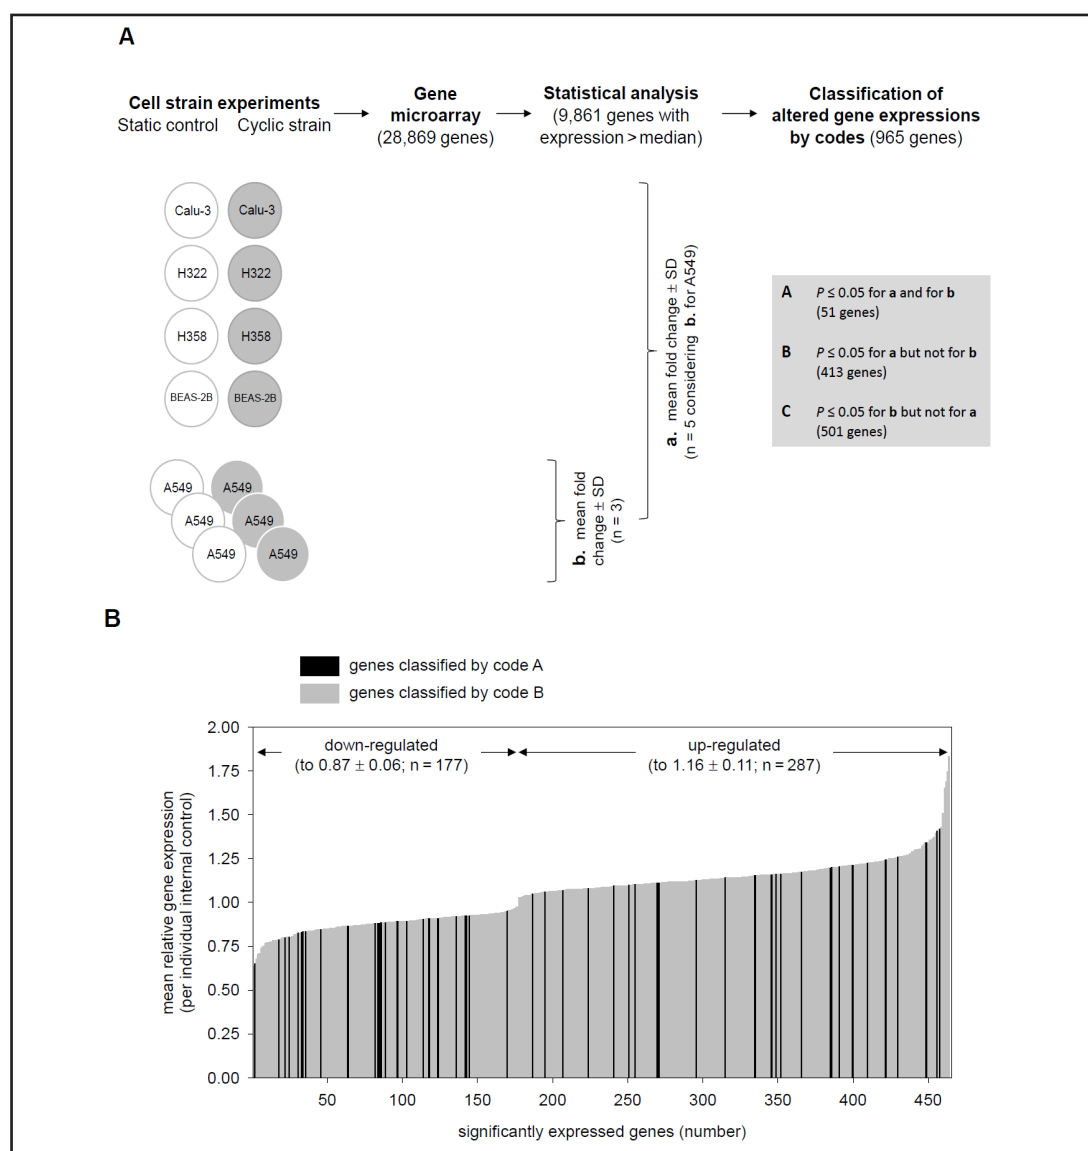 A
Cell strain experiments
Static control Cyclic strain
Gene
microarray
(28,869 genes)
Statistical analysis
(9,861 genes with
expression > median)
Classification of
altered gene expressions
by codes (965 genes)
Calu-3 Calu-3
H322 H322
H358 H358
BEAS-2B BEAS-2B
A549 A549
A549 A549
A549 A549
b. mean fold
change ± SD
(n = 3)
a. mean fold change ± SD
(n = 5 considering b. for A549)
A P ≤ 0.05 for a and for b
(51 genes)
B P ≤ 0.05 for a but not for b
(413 genes)
C P ≤ 0.05 for b but not for a
(501 genes)
B
genes classified by code A
genes classified by code B
mean relative gene expression
(per individual internal control)
2.00
1.75
1.50
1.25
1.00
0.75
0.50
0.25
0.00
down-regulated
(to 0.87 ± 0.06; n = 177)
up-regulated
(to 1.16 ± 0.11; n = 287)
50 100 150 200 250 300 350 400 450
significantly expressed genes (number)